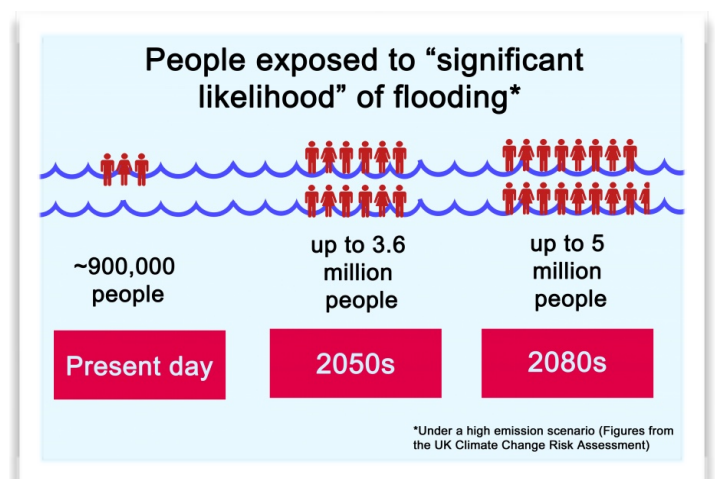 People exposed to “significant
likelihood” of flooding*
~900,000
people
up to 3.6
million
people
up to 5
million
people
Present day
2050s
2080s
*Under a high emission scenario (Figures from
the UK Climate Change Risk Assessment)